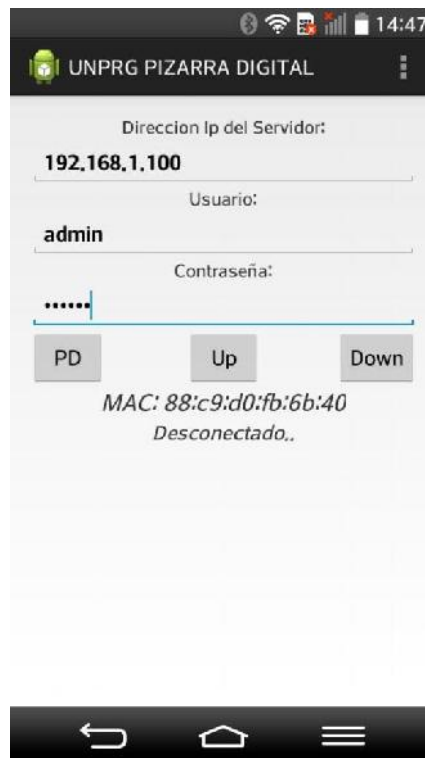 14:47
UNPRG PIZARRA DIGITAL
Direccion Ip del Servidor:
192.168.1.100
Usuario:
admin
Contraseña:
••••••
PD Up Down
MAC: 88:c9:d0:fb:6b:40
Desconectado..